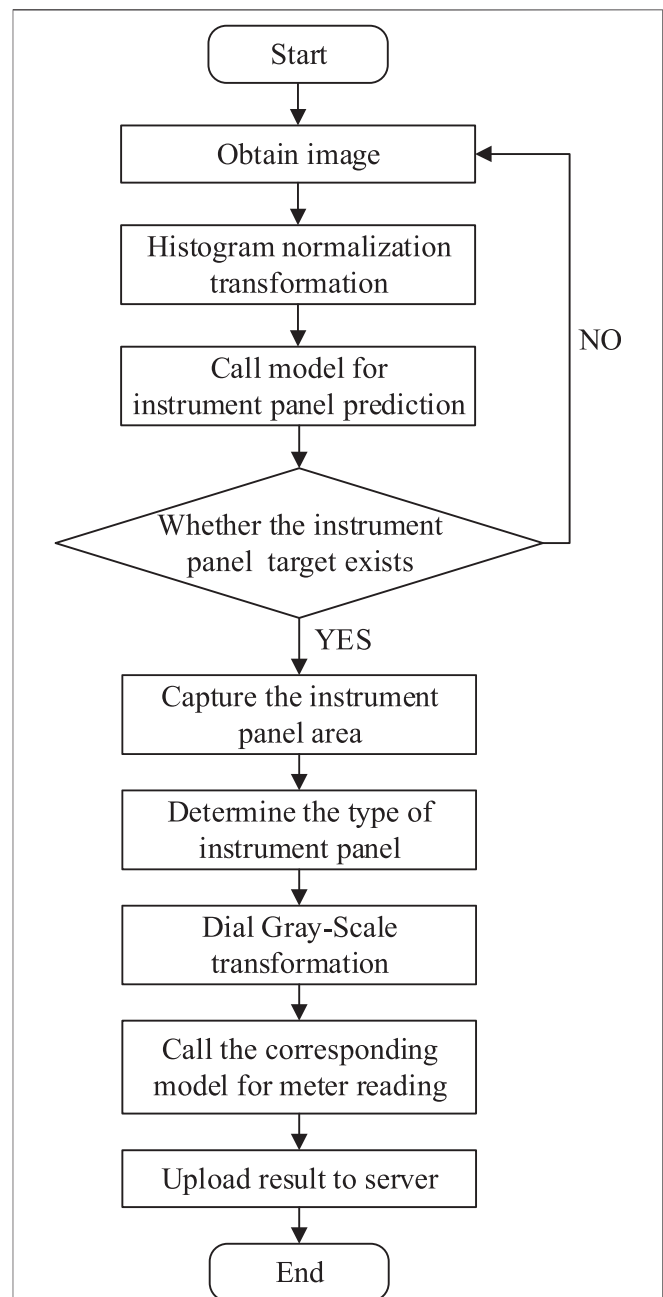 Start
Obtain image
Histogram normalization
transformation
Call model for
instrument panel prediction
NO
Whether the instrument
panel target exists
YES
Capture the instrument
panel area
Determine the type of
instrument panel
Dial Gray-Scale
transformation
Call the corresponding
model for meter reading
Upload result to server
End